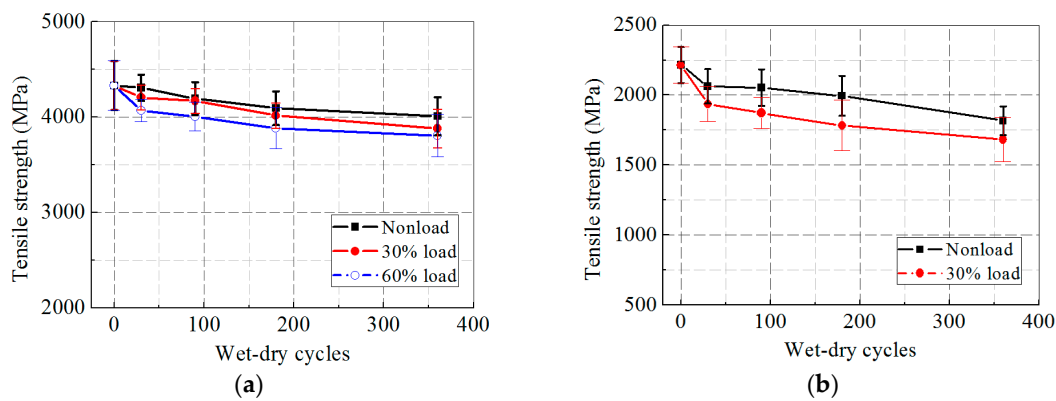 5000
4000
3000
2000
Tensile strength (MPa)
Nonload
30% load
60% load
0 100 200 300 400
Wet-dry cycles
(a)
2500
2000
1500
1000
500
Tensile strength (MPa)
Nonload
30% load
0 100 200 300 400
Wet-dry cycles
(b)